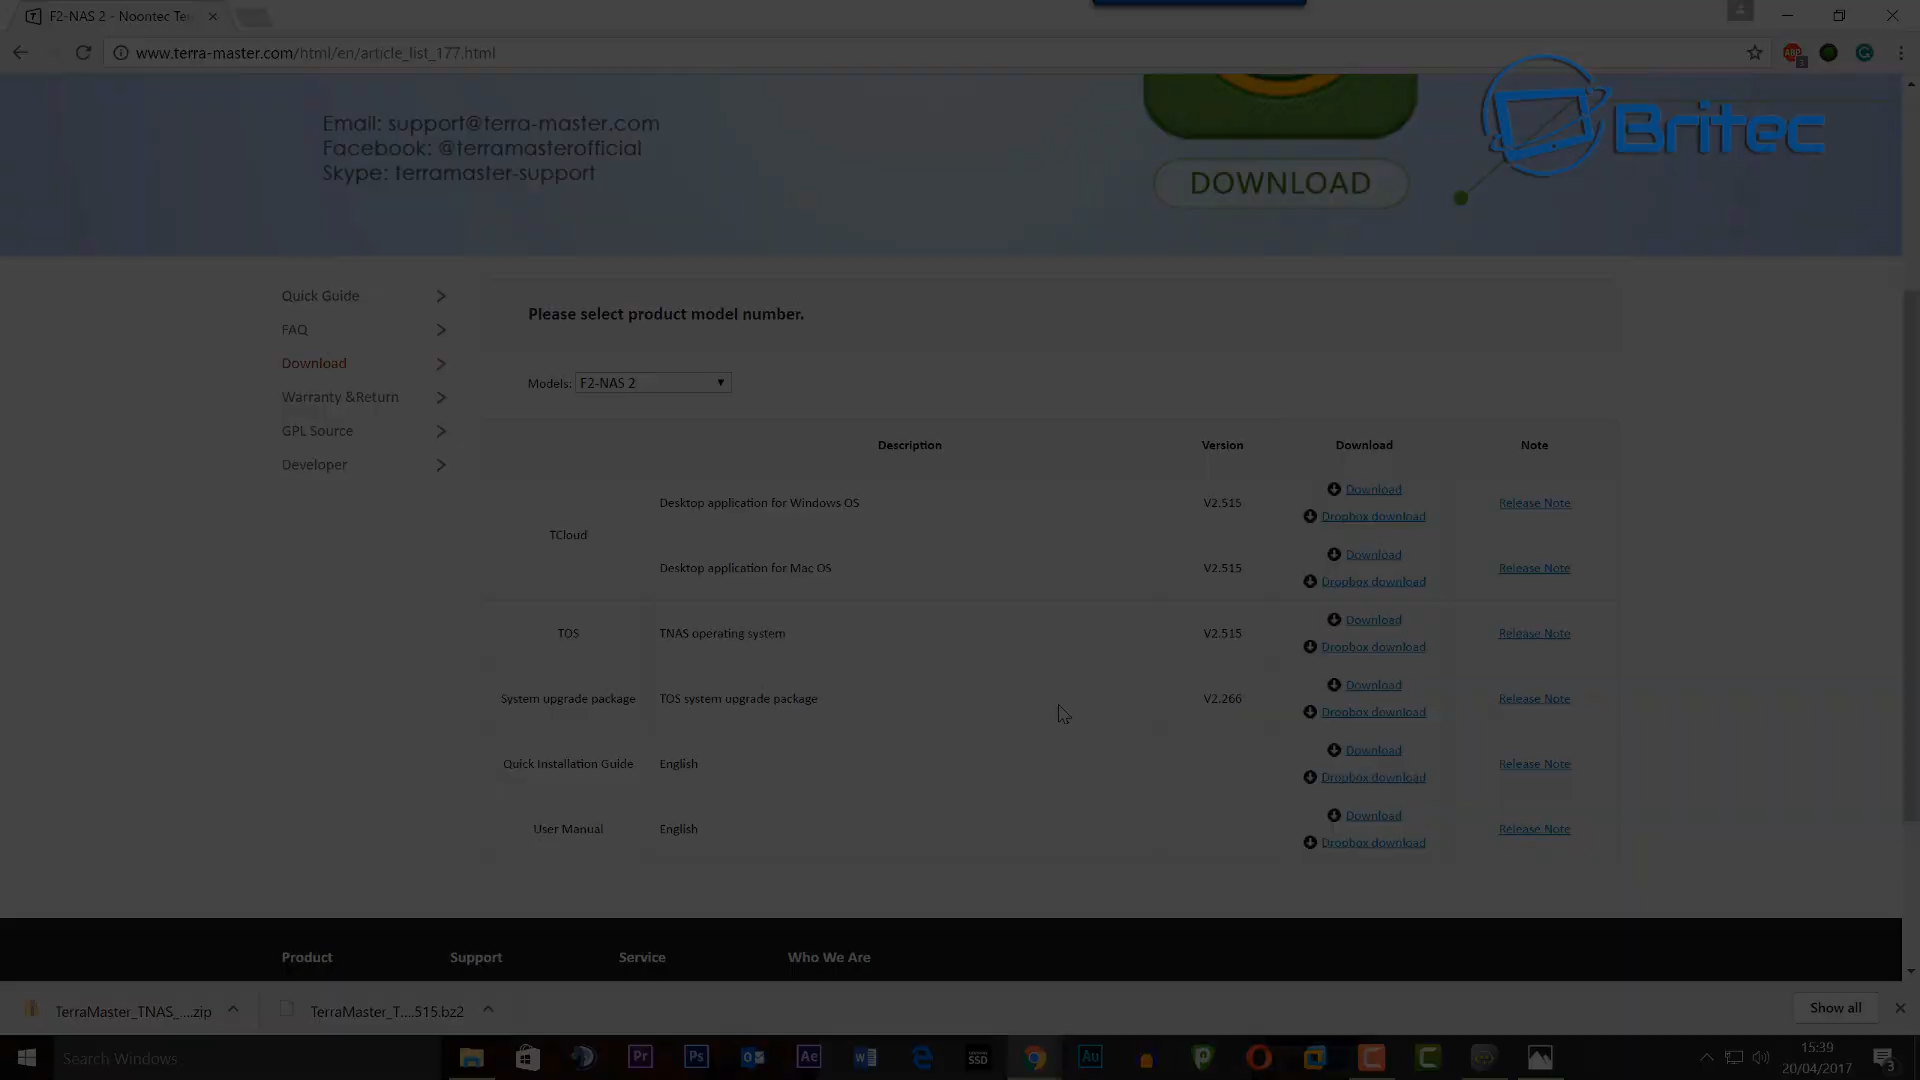 F2-NAS 2 - Noontec Te
www.terra-master.com/html/en/article_list_177.html
ABP
Britec
Email: support@terra-master.com
Facebook: @terramasterofficial
Skype: terramaster-support
DOWNLOAD
Quick Guide
FAQ
Download
Warranty &Return
GPL Source
Developer
Please select product model number.
Models: F2-NAS 2
Description Version Download Note
TCloud
Desktop application for Windows OS V2.515 Download Release Note
Dropbox download
Desktop application for Mac OS V2.515 Download Release Note
Dropbox download
TOS TNAS operating system V2.515 Download Release Note
Dropbox download
System upgrade package TOS system upgrade package V2.266 Download Release Note
Dropbox download
Quick Installation Guide English Download Release Note
Dropbox download
User Manual English Download Release Note
Dropbox download
Product Support Service Who We Are
TerraMaster_TNAS_....zip TerraMaster_T....515.bz2 Show all
Search Windows Pr Ps Ae SSD Au
15:39
20/04/2017
3